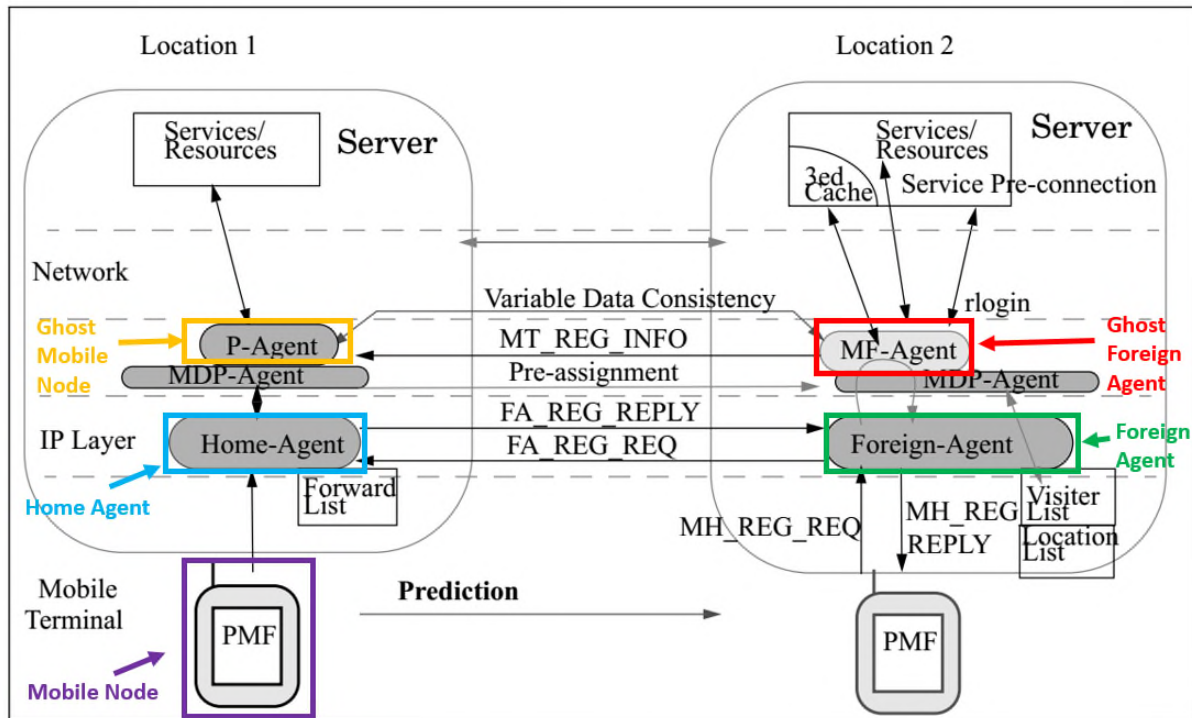 Location 1
Location 2
Services/
Resources
Server
Services/
Resources
Server
3ed
Cache
Service Pre-connection
Network
Variable Data Consistency
rlogin
Ghost
Mobile
Node
P-Agent
MT_REG_INFO
MF-Agent
Ghost
Foreign
Agent
MDP-Agent
Pre-assignment
MDP-Agent
IP Layer
Home-Agent
FA_REG_REPLY
FA_REG_REQ
Foreign-Agent
Foreign
Agent
Home Agent
Forward
List
MH_REG_REQ
MH_REG
REPLY
Visiter
List
Location
List
Mobile
Terminal
Prediction
PMF
PMF
Mobile Node